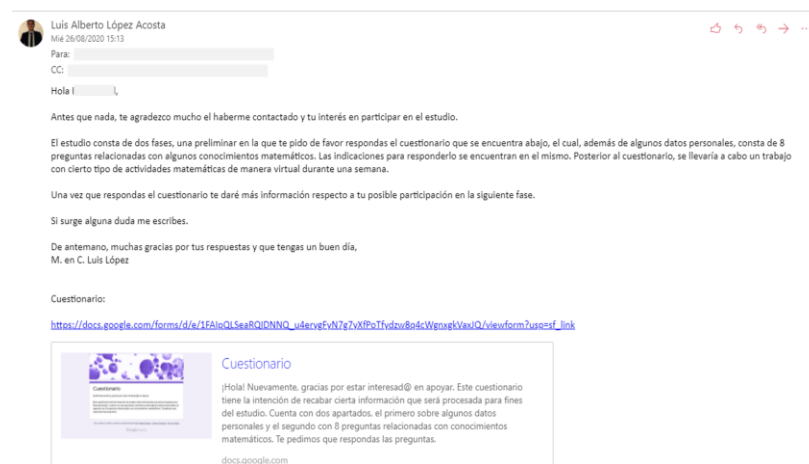 Luis Alberto López Acosta
Mié 26/08/2020 15:13
Para:
CC:
Hola
Antes que nada, te agradezco mucho el haberme contactado y tu interés en participar en el estudio.
El estudio consta de dos fases, una preliminar en la que te pido de favor respondas el cuestionario que se encuentra abajo, el cual, además de algunos datos personales, consta de 8
preguntas relacionadas con algunos conocimientos matemáticos. Las indicaciones para responderlo se encuentran en el mismo. Posterior al cuestionario, se llevaría a cabo un trabajo
con cierto tipo de actividades matemáticas de manera virtual durante una semana.
Una vez que respondas el cuestionario te daré más información respecto a tu posible participación en la siguiente fase.
Si surge alguna duda me escribes.
De antemano, muchas gracias por tus respuestas y que tengas un buen día,
M. en C. Luis López
Cuestionario:
Cuestionario
¡Hola! Nuevamente, gracias por estar interesad@ en apoyar. Este cuestionario
tiene la intención de recabar cierta información que será procesada para fines
del estudio. Cuenta con dos apartados, el primero sobre algunos datos
personales y el segundo con 8 preguntas relacionadas con conocimientos
matemáticos. Te pedimos que respondas las preguntas.
docs.google.com
Cuestionario